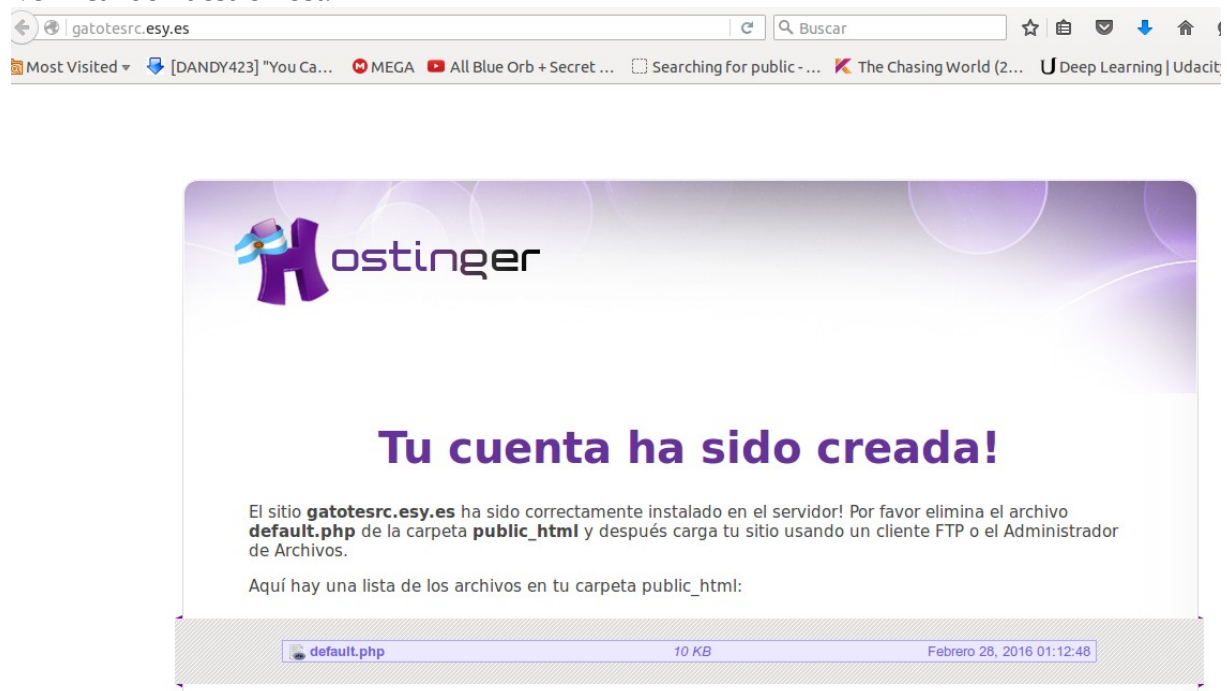 gatotesrc.esy.es
Buscar
Most Visited
[DANDY423] "You Ca...
MEGA
All Blue Orb + Secret ...
Searching for public - ...
The Chasing World (2...
Deep Learning | Udacit
Hostinger
Tu cuenta ha sido creada!
El sitio gatotesrc.esy.es ha sido correctamente instalado en el servidor! Por favor elimina el archivo
default.php de la carpeta public_html y después carga tu sitio usando un cliente FTP o el Administrador
de Archivos.
Aquí hay una lista de los archivos en tu carpeta public_html:
default.php 10 KB Febrero 28, 2016 01:12:48